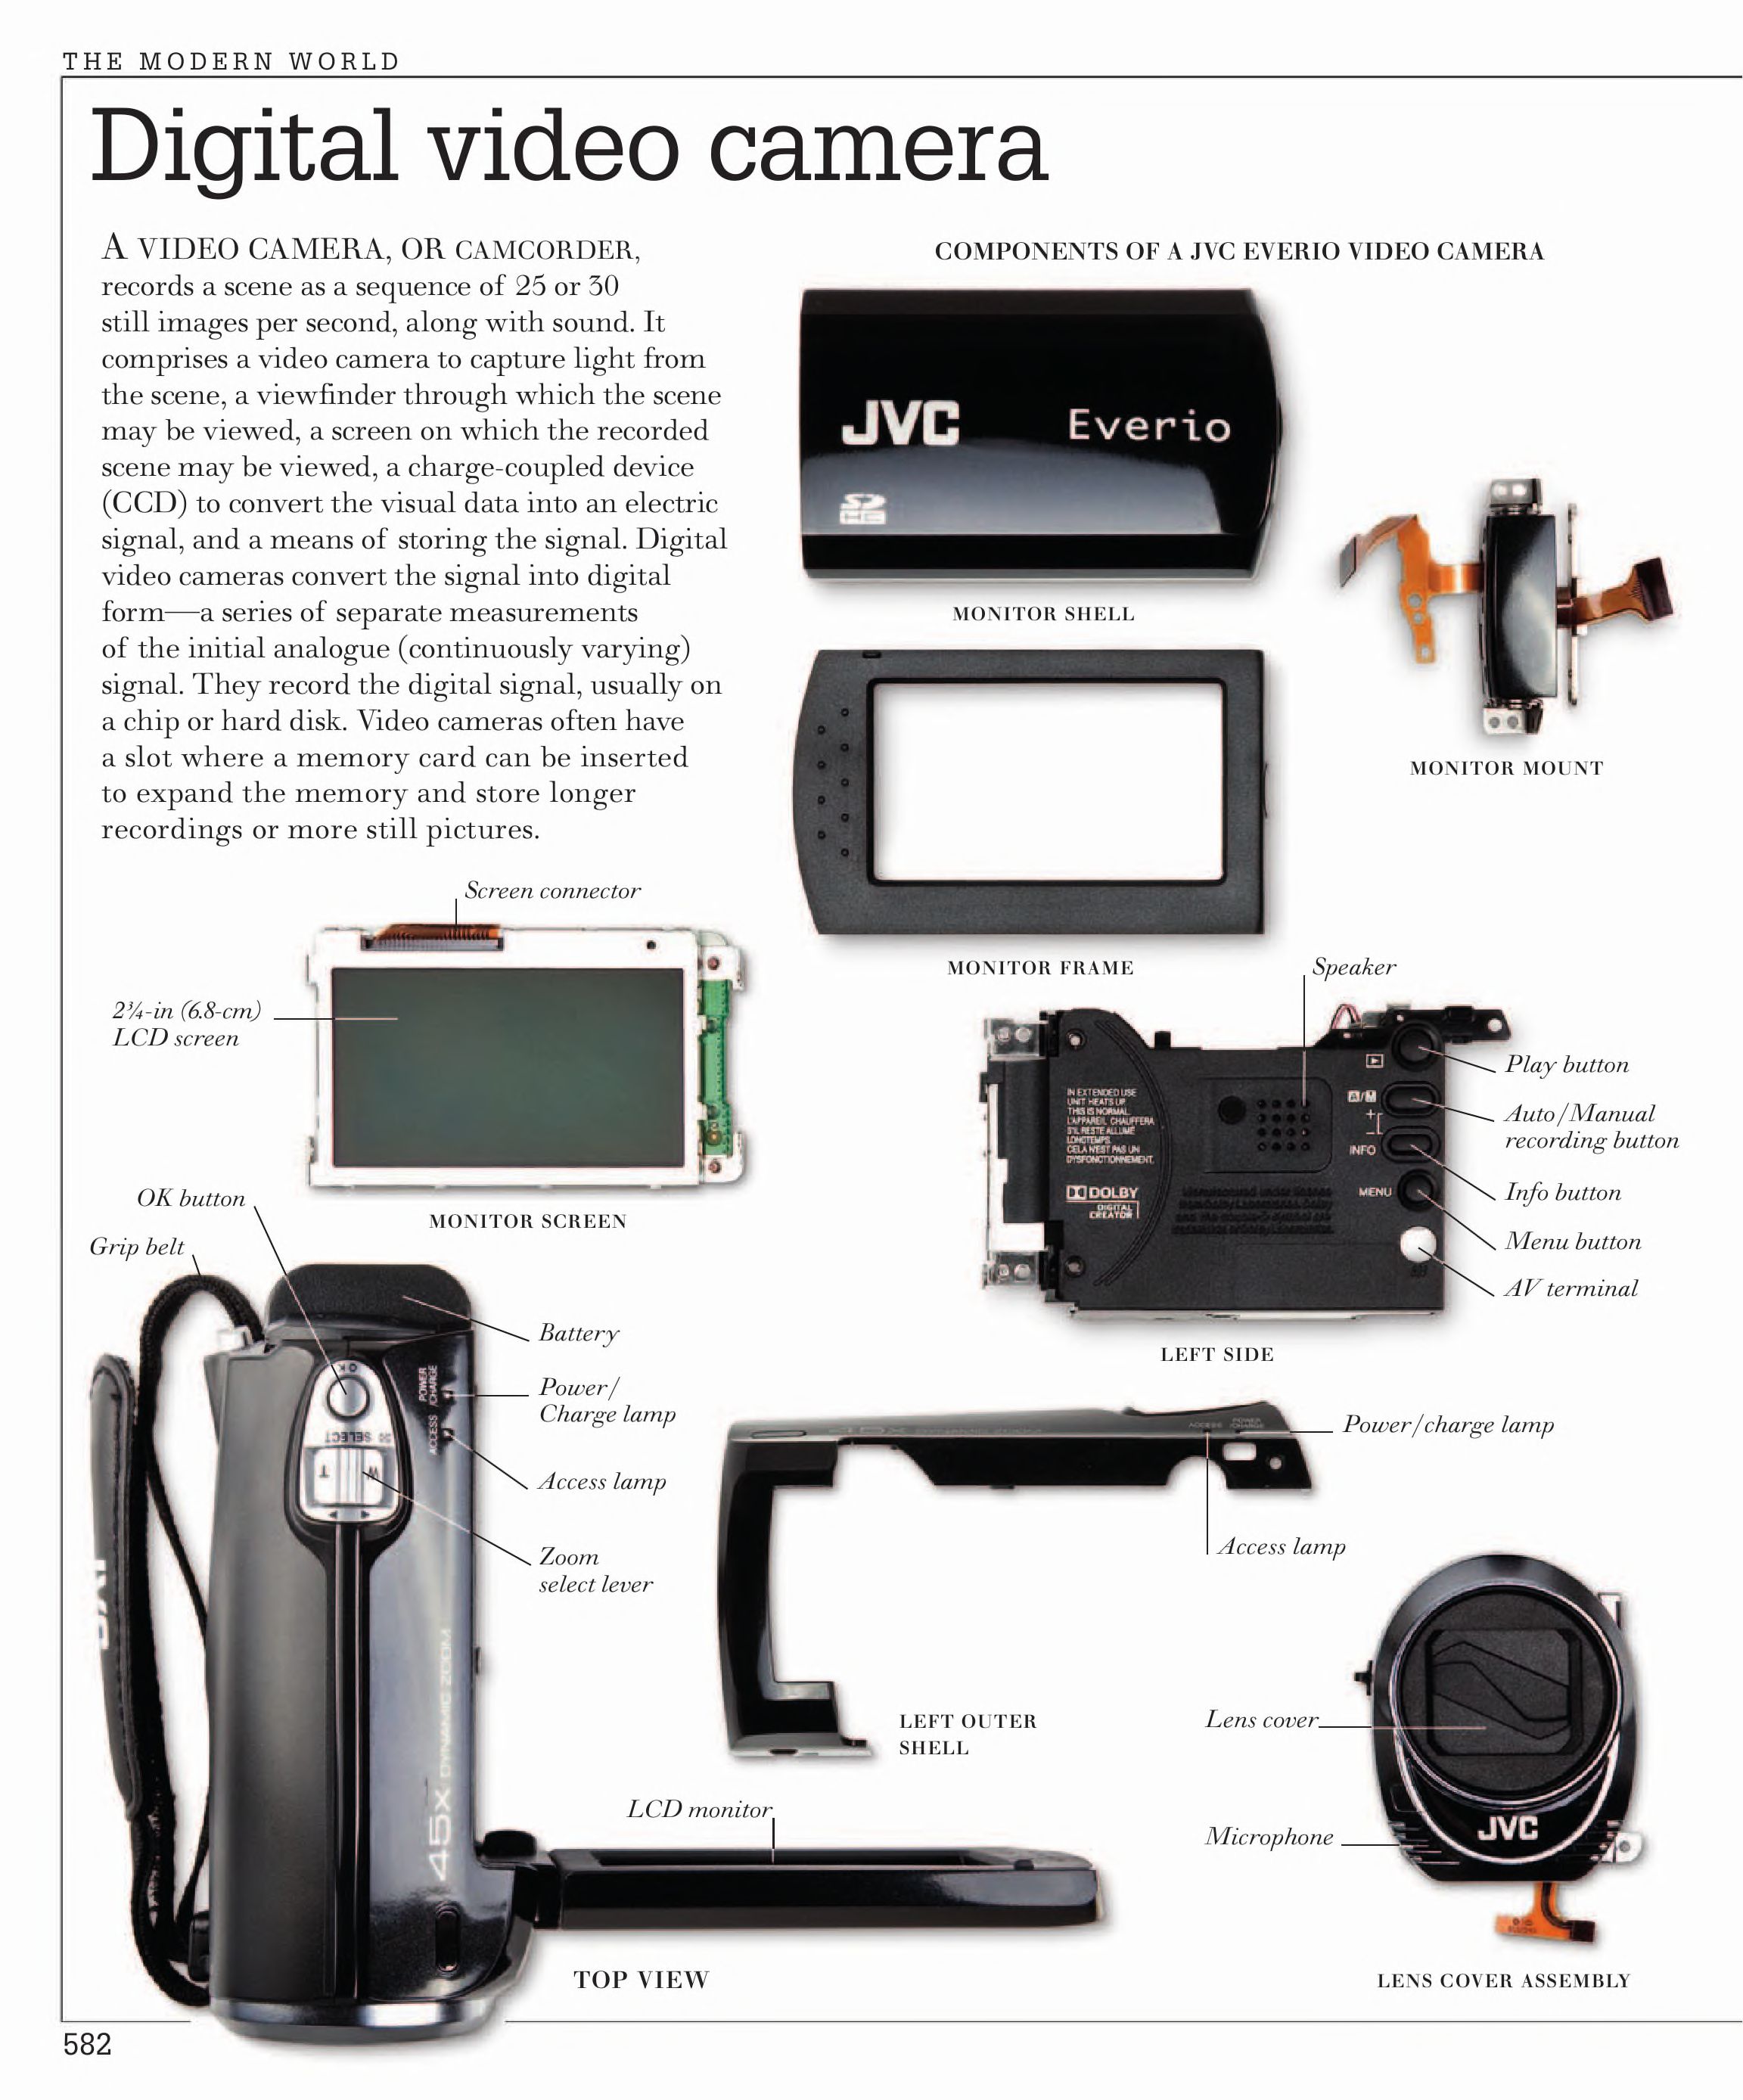 THE MODERN WORLD
Digital video camera
A VIDEO CAMERA, OR CAMCORDER,
records a scene as a sequence of 25 or 30
still images per second, along with sound. It
comprises a video camera to capture light from
the scene, a viewfinder through which the scene
may be viewed, a screen on which the recorded
scene may be viewed, a charge-coupled device
(CCD) to convert the visual data into an electric
signal, and a means of storing the signal. Digital
video cameras convert the signal into digital
form—a series of separate measurements
of the initial analogue (continuously varying)
signal. They record the digital signal, usually on
a chip or hard disk. Video cameras often have
a slot where a memory card can be inserted
to expand the memory and store longer
recordings or more still pictures.
COMPONENTS OF A JVC EVERIO VIDEO CAMERA
JVC Everio
SD
HC
MONITOR SHELL
MONITOR MOUNT
MONITOR FRAME
Screen connector
2¾-in (6.8-cm)
LCD screen
MONITOR SCREEN
Speaker
IN EXTENDED USE
UNIT HEATS UP.
THIS IS NORMAL.
L'APPAREIL CHAUFFERA
S'IL RESTE ALLUME
LONGTEMPS.
CELA N'EST PAS UN
DYSFONCTIONNEMENT.
DOLBY
DIGITAL
CREATOR
A/M
+
−
INFO
MENU
Play button
Auto/Manual
recording button
Info button
Menu button
AV terminal
LEFT SIDE
OK button
Grip belt
Battery
Power/
Charge lamp
Access lamp
Zoom
select lever
OK
SELECT
T W
POWER
/CHARGE
ACCESS
JVC
45X DYNAMIC ZOOM
LCD monitor
TOP VIEW
45X
ACCESS
POWER
/CHARGE
Power/charge lamp
Access lamp
LEFT OUTER
SHELL
Lens cover
Microphone
JVC
LENS COVER ASSEMBLY
582